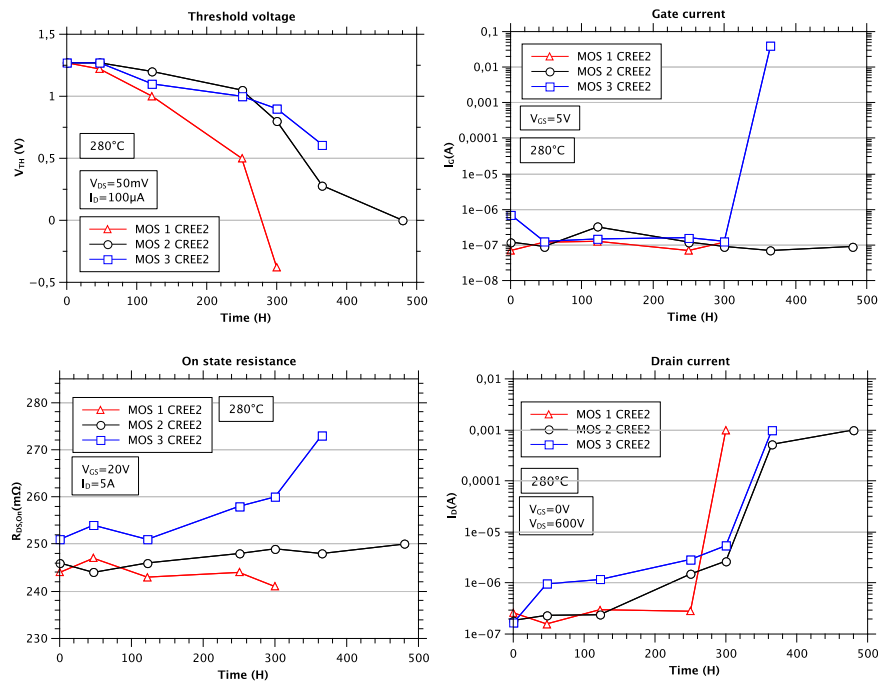 Threshold voltage
1,5
1
0,5
0
−0,5
V_TH (V)
280°C
V_DS=50mV
I_D=100µA
MOS 1 CREE2
MOS 2 CREE2
MOS 3 CREE2
0 100 200 300 400 500
Time (H)
Gate current
0,1
0,01
0,001
0,0001
1e−05
1e−06
1e−07
1e−08
I_G(A)
MOS 1 CREE2
MOS 2 CREE2
MOS 3 CREE2
V_GS=5V
280°C
0 100 200 300 400 500
Time (H)
On state resistance
280
270
260
250
240
230
R_DS,On(mΩ)
MOS 1 CREE2
MOS 2 CREE2
MOS 3 CREE2
280°C
V_GS=20V
I_D=5A
0 100 200 300 400 500
Time (H)
Drain current
0,01
0,001
0,0001
1e−05
1e−06
1e−07
I_D(A)
MOS 1 CREE2
MOS 2 CREE2
MOS 3 CREE2
280°C
V_GS=0V
V_DS=600V
0 100 200 300 400 500
Time (H)